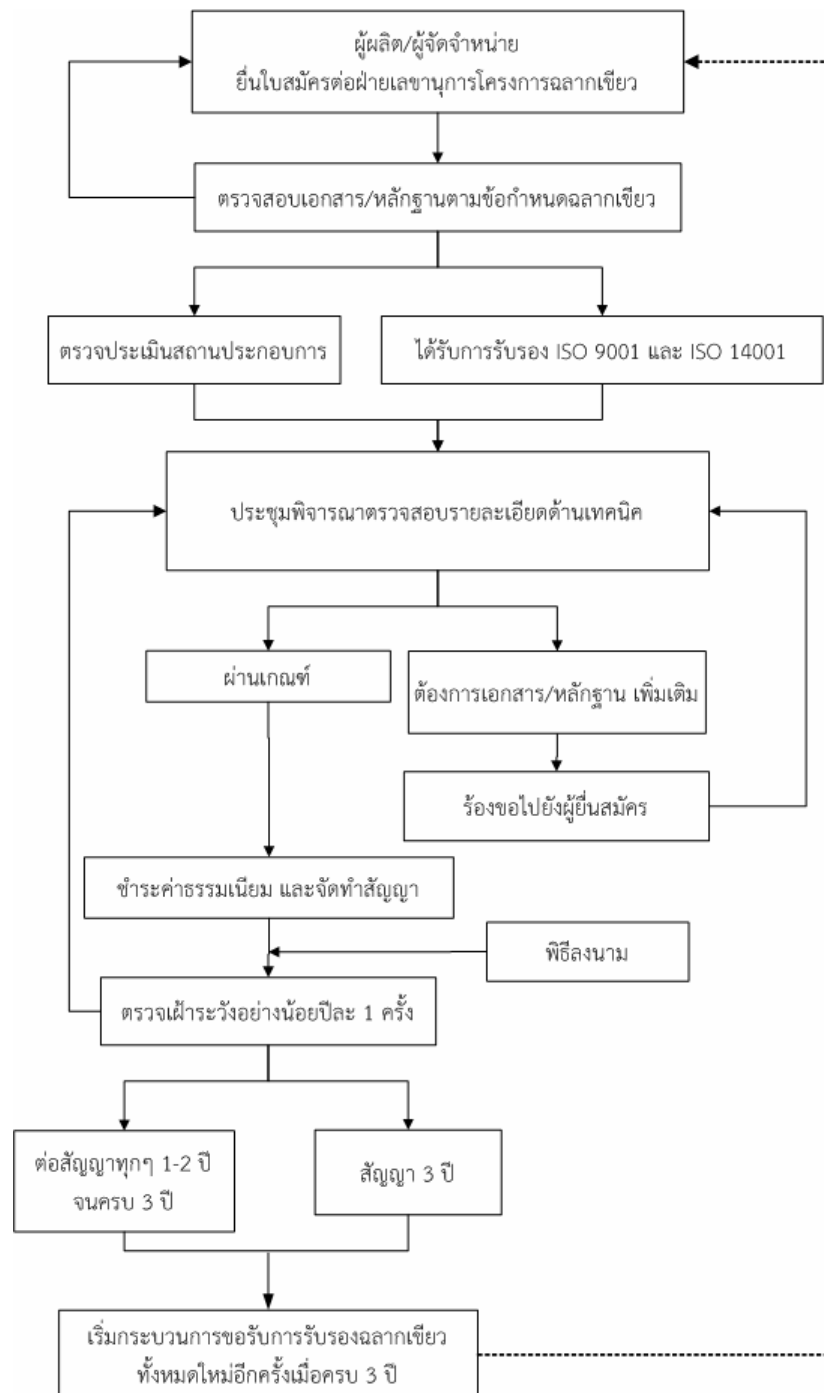 ผู้ผลิต/ผู้จัดจำหน่าย
ยื่นใบสมัครต่อฝ่ายเลขานุการโครงการฉลากเขียว
ตรวจสอบเอกสาร/หลักฐานตามข้อกำหนดฉลากเขียว
ตรวจประเมินสถานประกอบการ
ได้รับการรับรอง ISO 9001 และ ISO 14001
ประชุมพิจารณาตรวจสอบรายละเอียดด้านเทคนิค
ผ่านเกณฑ์
ต้องการเอกสาร/หลักฐาน เพิ่มเติม
ร้องขอไปยังผู้ยื่นสมัคร
ชำระค่าธรรมเนียม และจัดทำสัญญา
พิธีลงนาม
ตรวจเฝ้าระวังอย่างน้อยปีละ 1 ครั้ง
ต่อสัญญาทุกๆ 1-2 ปี
จนครบ 3 ปี
สัญญา 3 ปี
เริ่มกระบวนการขอรับการรับรองฉลากเขียว
ทั้งหมดใหม่อีกครั้งเมื่อครบ 3 ปี